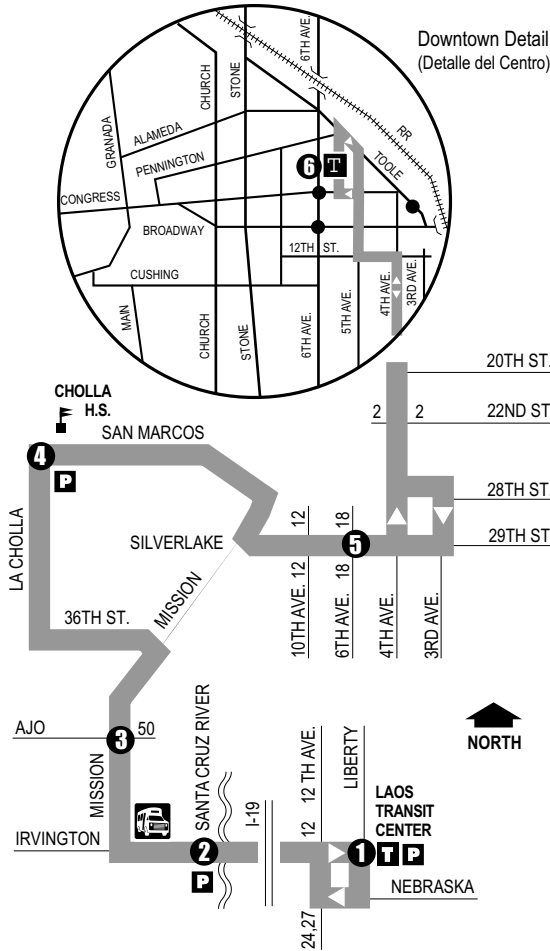 Downtown Detail
(Detalle del Centro)
6TH AVE.
CHURCH
STONE
GRANADA
ALAMEDA
PENNINGTON
RR
TOOLE
6
T
CONGRESS
BROADWAY
12TH ST.
CUSHING
MAIN
CHURCH
STONE
6TH AVE.
5TH AVE.
4TH AVE.
3RD AVE.
20TH ST.
CHOLLA
H.S.
2
2
22ND ST.
SAN MARCOS
4
P
28TH ST.
12
18
5
29TH ST.
SILVERLAKE
LA CHOLLA
MISSION
12
18
10TH AVE.
6TH AVE.
4TH AVE.
3RD AVE.
36TH ST.
AJO
3
50
NORTH
MISSION
SANTA CRUZ RIVER
I-19
12 TH AVE.
LIBERTY
12
LAOS
TRANSIT
CENTER
IRVINGTON
2
P
1
T P
NEBRASKA
24,27